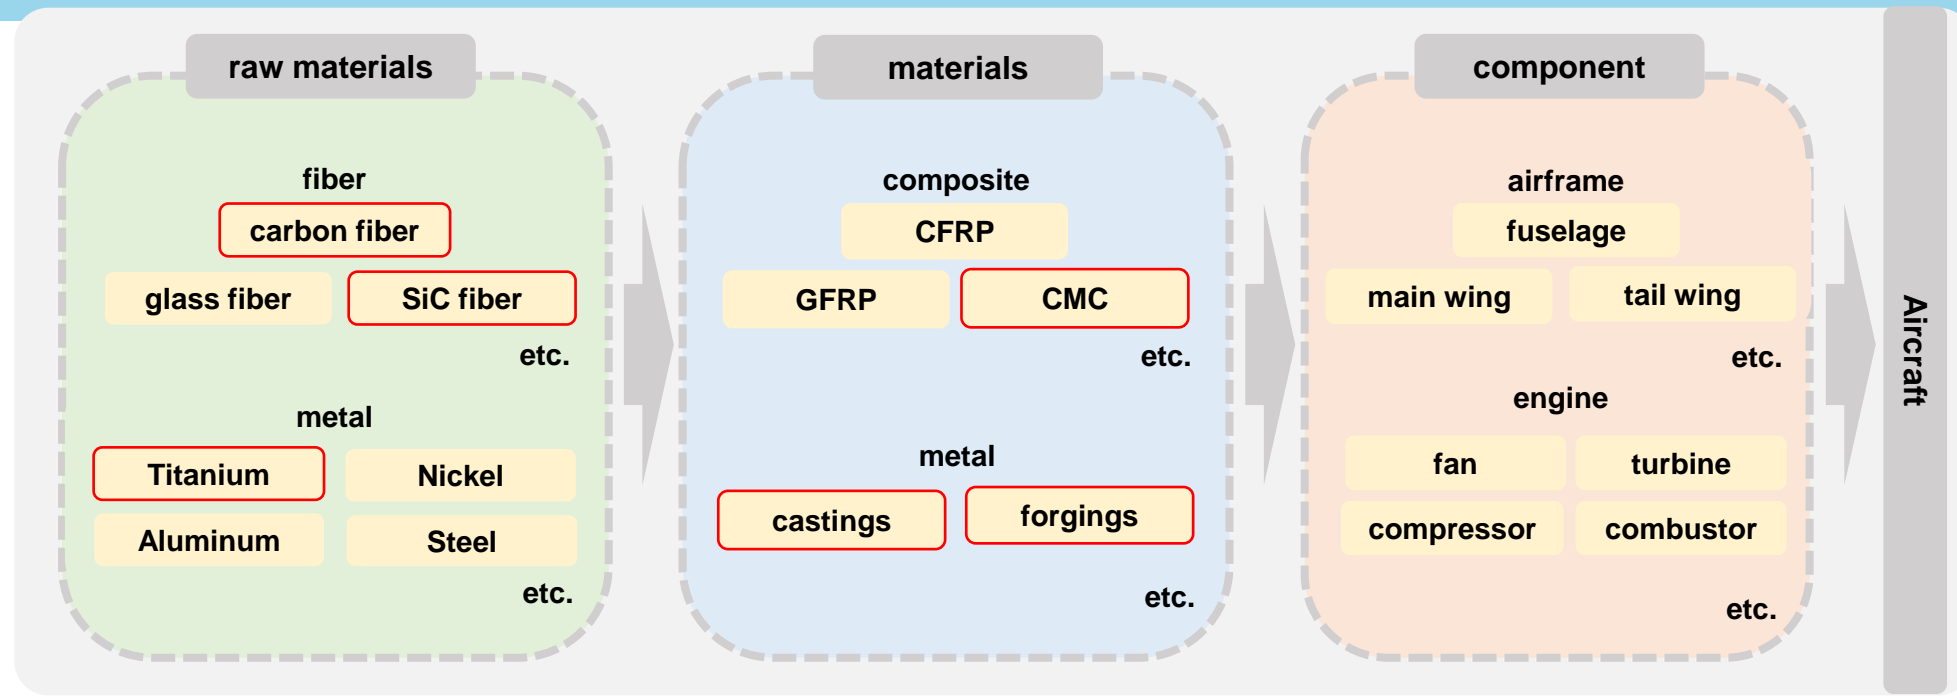 raw materials
fiber
carbon fiber
glass fiber
SiC fiber
etc.
metal
Titanium
Nickel
Aluminum
Steel
etc.
materials
composite
CFRP
GFRP
CMC
etc.
metal
castings
forgings
etc.
component
airframe
fuselage
main wing
tail wing
etc.
engine
fan
turbine
compressor
combustor
etc.
Aircraft